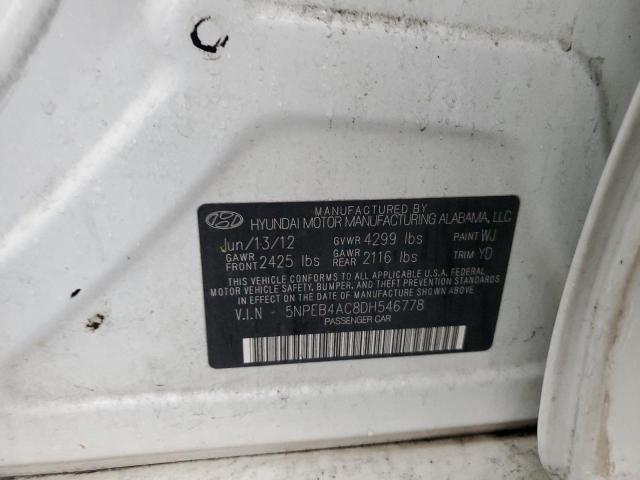 MANUFACTURED BY
HYUNDAI MOTOR MANUFACTURING ALABAMA, LLC
Jun/13/12 GVWR 4299 lbs PAINT WJ
GAWR FRONT 2425 lbs GAWR REAR 2116 lbs TRIM YD
THIS VEHICLE CONFORMS TO ALL APPLICABLE U.S.A. FEDERAL
MOTOR VEHICLE SAFETY, BUMPER, AND THEFT PREVENTION
STANDARDS IN EFFECT ON THE DATE OF MANUFACTURE SHOWN ABOVE.
V.I.N - 5NPEB4AC8DH546778
PASSENGER CAR